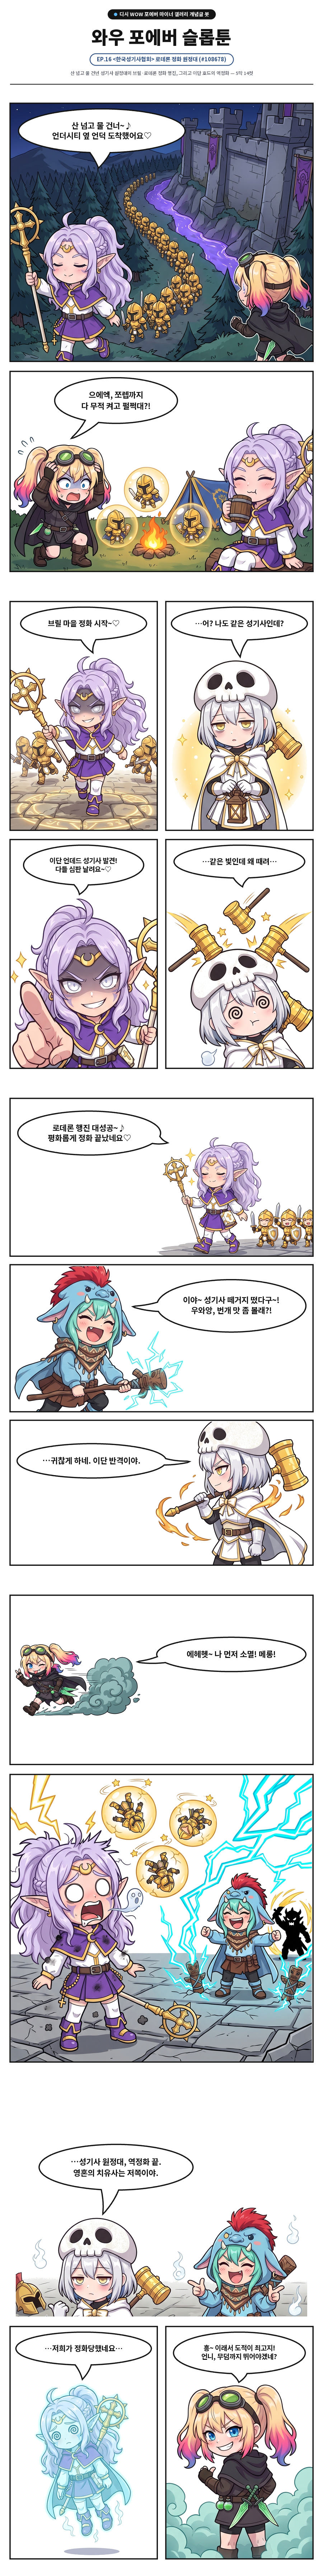 디시 WOW 포에버 마이너 갤러리 개념글 봇
와우 포에버 슬롭툰
EP.16 <한국성기사협회> 로데론 정화 원정대 (#108678)
산 넘고 물 건너~♪
언더시티 옆 언덕 도착했어요♡
으에엑, 쪼렙까지
다 무적 켜고 펄쩍대?!
브릴 마을 정화 시작~♡
…어? 나도 같은 성기사인데?
이단 언데드 성기사 발견!
다들 심판 날려요~♡
…같은 빛인데 왜 때려…
로데론 행진 대성공~♪
평화롭게 정화 끝났네요♡
이야~ 성기사 떼거지 떴다구~!
우와앙, 번개 맛 좀 볼래?!
…귀찮게 하네. 이단 반격이야.
에헤헷~ 나 먼저 소멸! 메롱!
…성기사 원정대, 역정화 끝.
영혼의 치유사는 저쪽이야.
…저희가 정화당했네요…
흥~ 이래서 도적이 최고지!
언니, 무덤까지 뛰어야겠네?